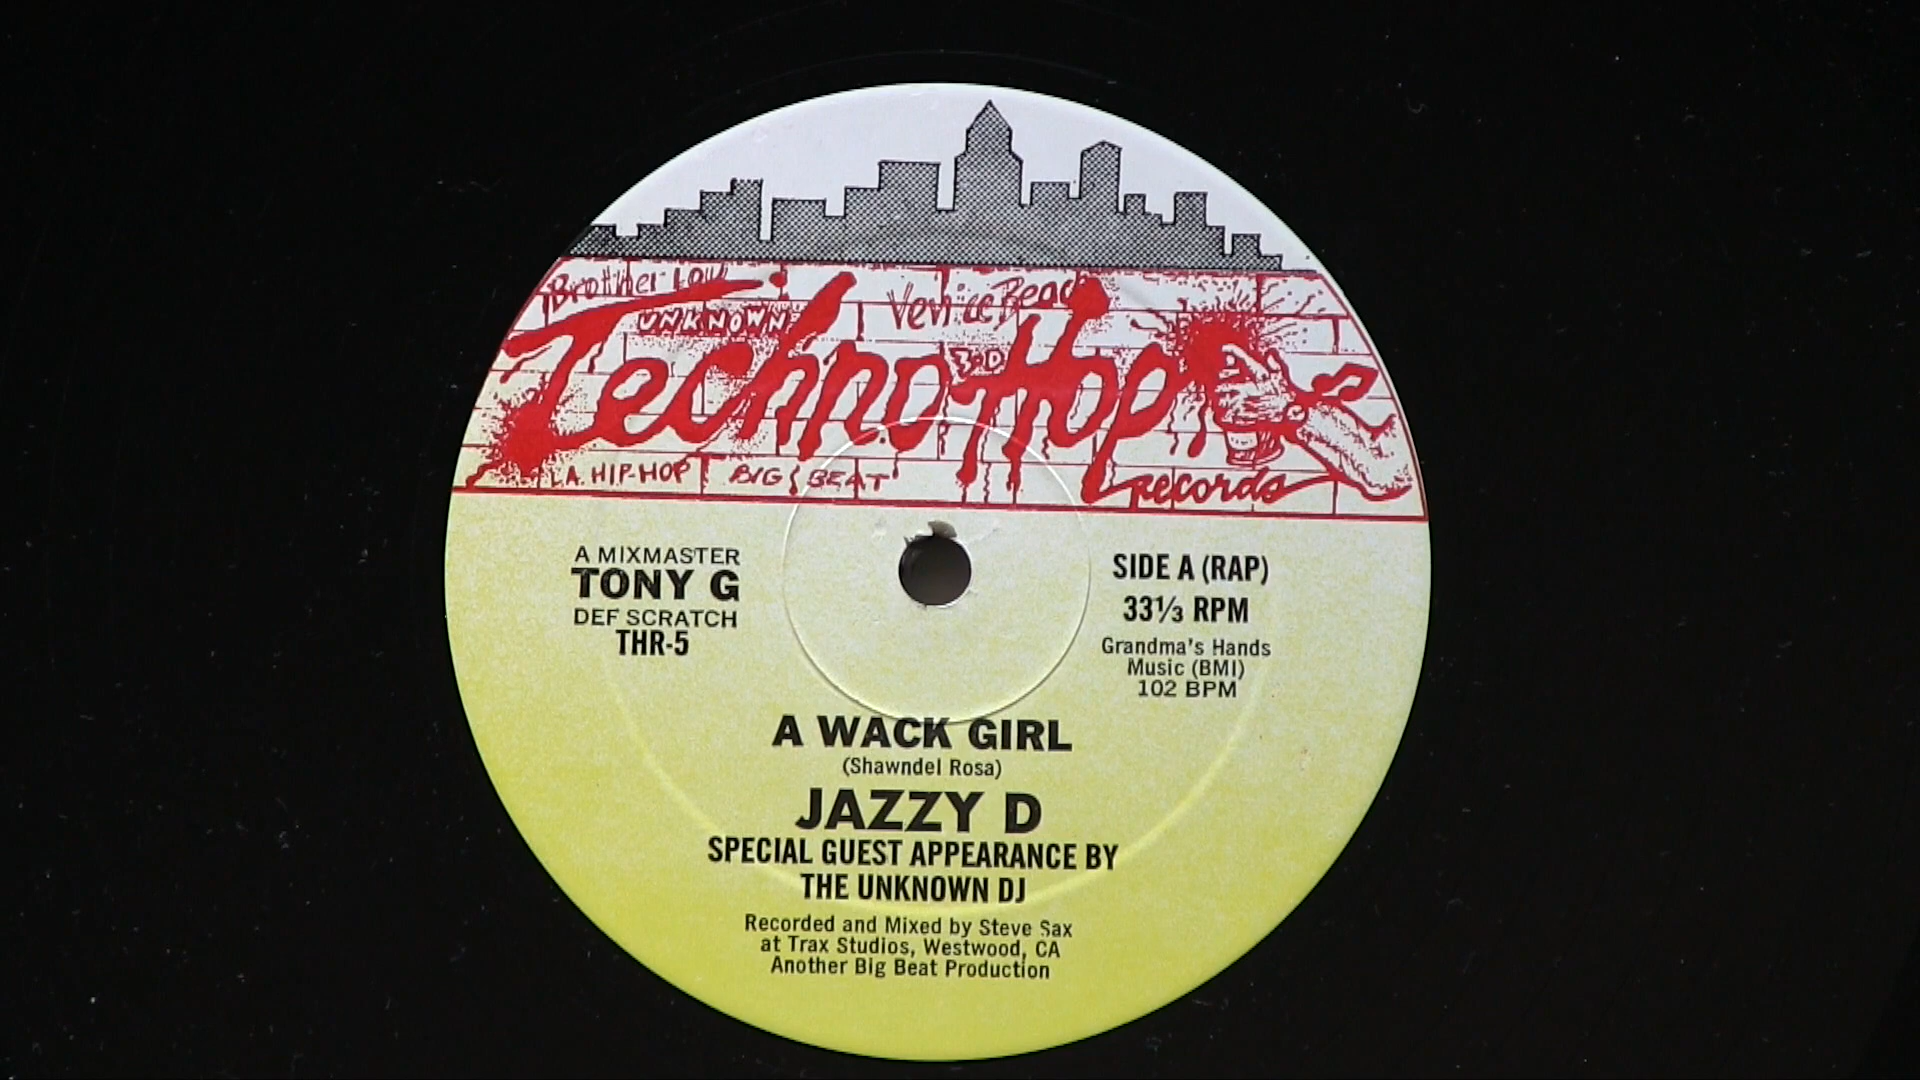 Brother Lou
UNKNOWN
Venice Beach
Techno Hop
3-D
L.A. HIP-HOP
BIG BEAT
records
A MIXMASTER
TONY G
DEF SCRATCH
THR-5
SIDE A (RAP)
33⅓ RPM
Grandma's Hands
Music (BMI)
102 BPM
A WACK GIRL
(Shawndel Rosa)
JAZZY D
SPECIAL GUEST APPEARANCE BY
THE UNKNOWN DJ
Recorded and Mixed by Steve Sax
at Trax Studios, Westwood, CA
Another Big Beat Production